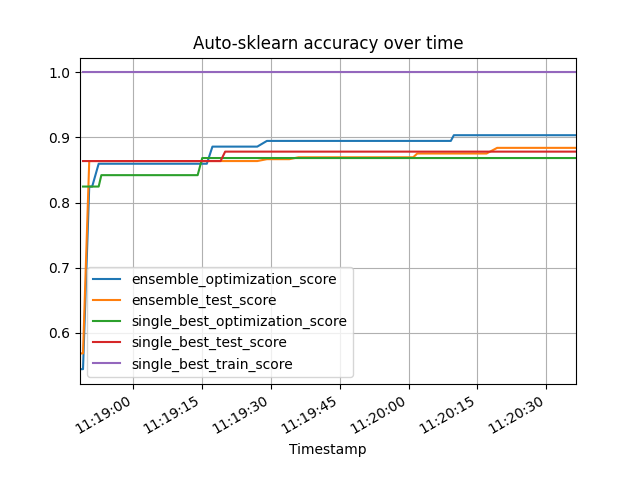 Auto-sklearn accuracy over time
1.0
0.9
0.8
0.7
0.6
ensemble_optimization_score
ensemble_test_score
single_best_optimization_score
single_best_test_score
single_best_train_score
11:19:00
11:19:15
11:19:30
11:19:45
11:20:00
11:20:15
11:20:30
Timestamp